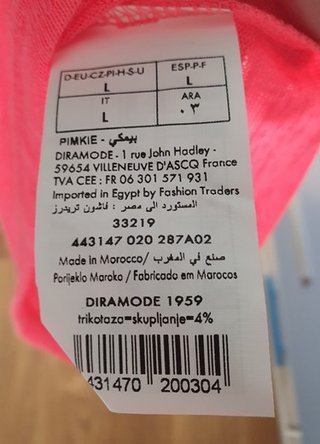 D-EU-CZ-PI-H-S-U ESP-P-F
L L
IT ARA
L ٠٣
PIMKIE - بيمكي
DIRAMODE - 1 rue John Hadley -
59654 VILLENEUVE D'ASCQ France
TVA CEE : FR 06 301 571 931
Imported in Egypt by Fashion Traders
المستورد الى مصر : فاشون تريدرز
33219
443147 020 287A02
Made in Morocco/ صنع في المغرب
Porijeklo Maroko / Fabricado em Marocos
DIRAMODE 1959
trikotaza=skupljanje=4%
431470 200304